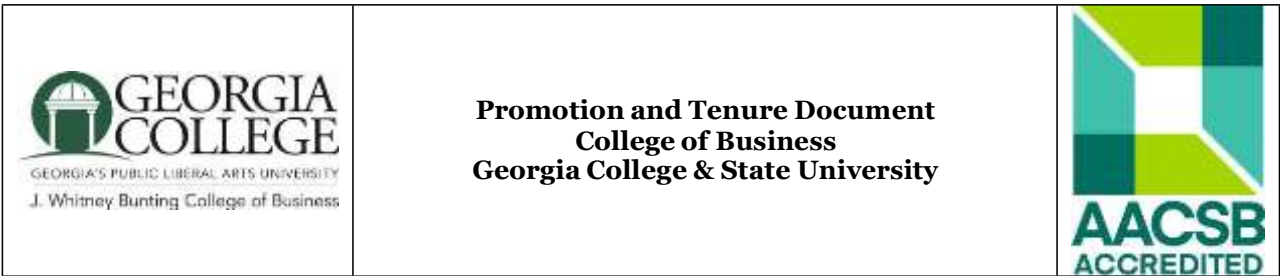 GEORGIA
COLLEGE
GEORGIA'S PUBLIC LIBERAL ARTS UNIVERSITY
J. Whitney Bunting College of Business
Promotion and Tenure Document
College of Business
Georgia College & State University
AACSB
ACCREDITED